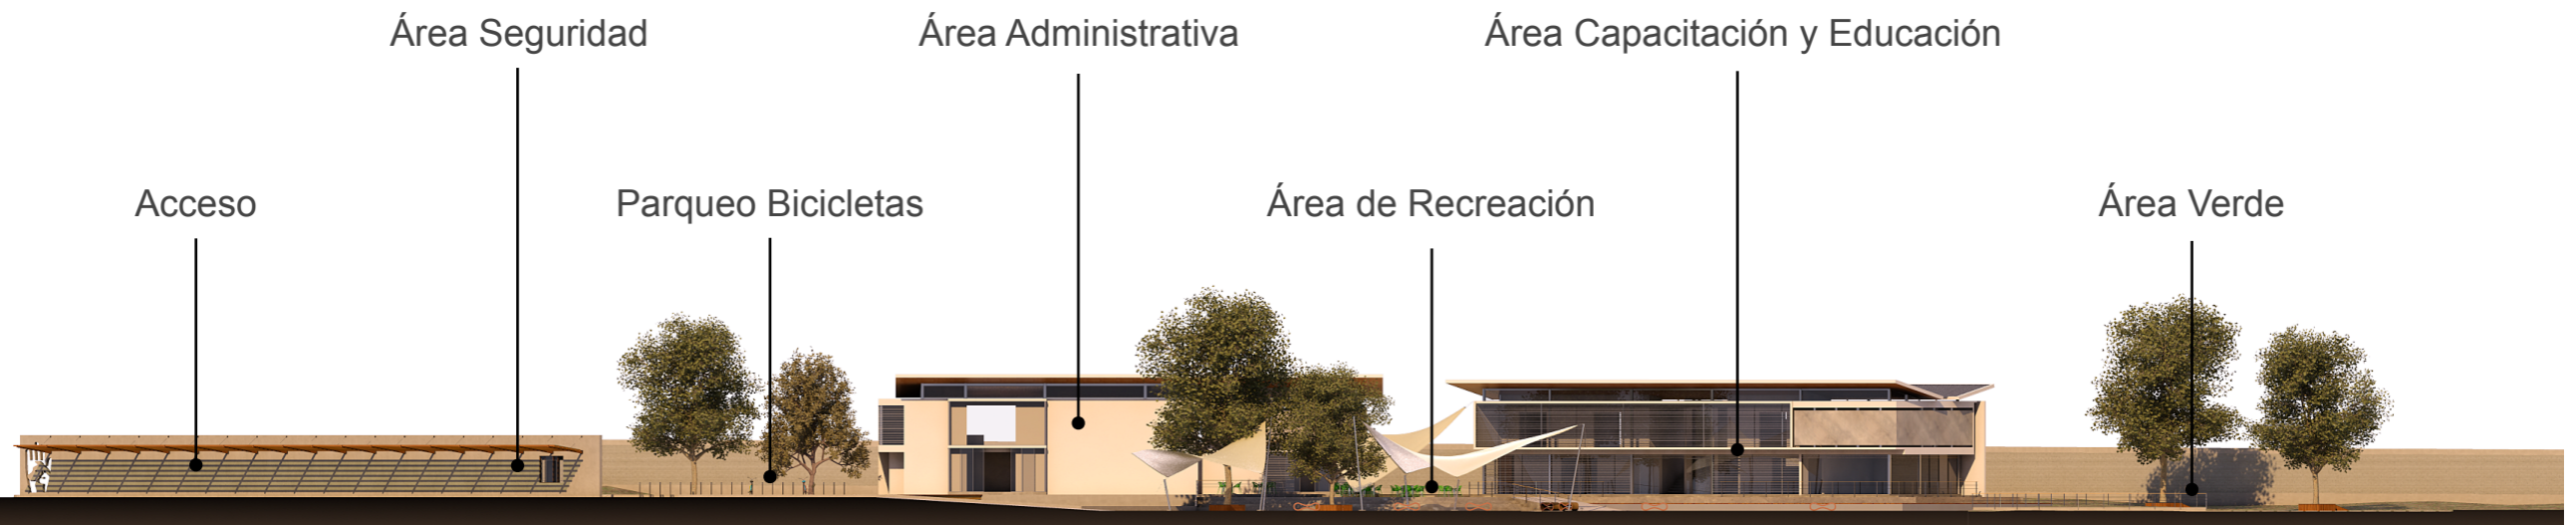 Área Seguridad
Área Administrativa
Área Capacitación y Educación
Acceso
Parqueo Bicicletas
Área de Recreación
Área Verde